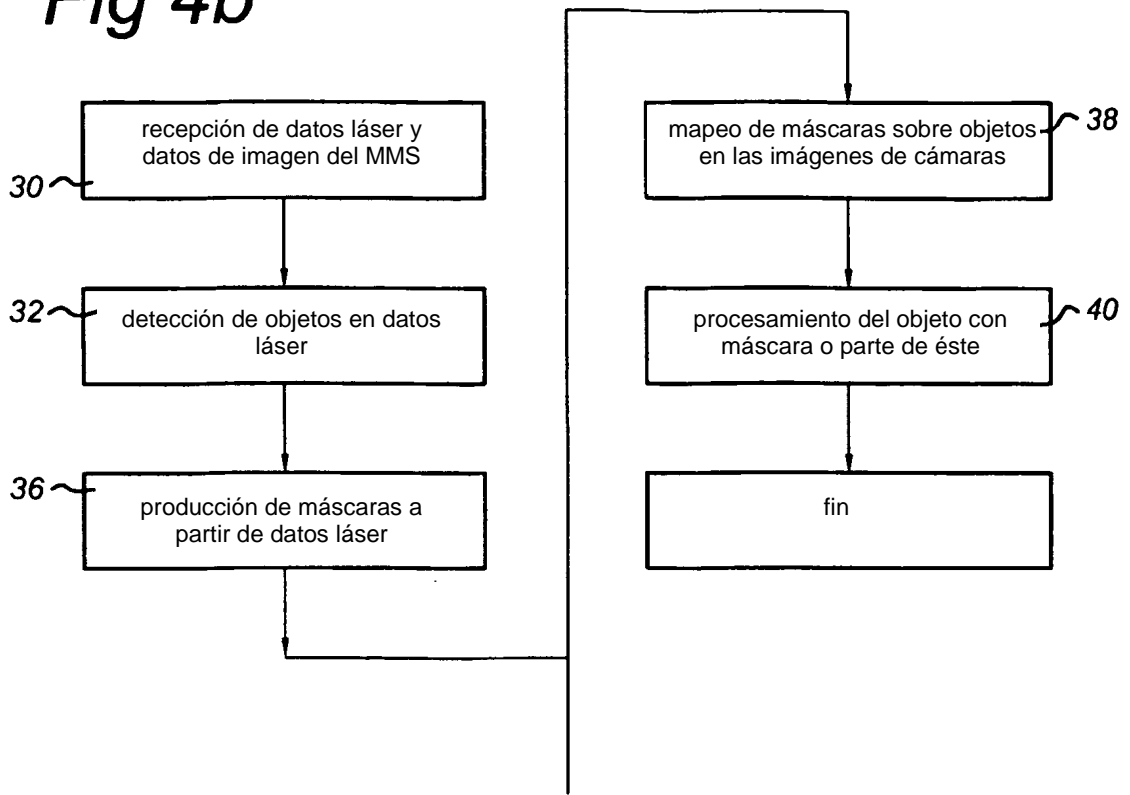 Fig 4b
recepción de datos láser y
datos de imagen del MMS
30
32
detección de objetos en datos
láser
36
producción de máscaras a
partir de datos láser
mapeo de máscaras sobre objetos
en las imágenes de cámaras
38
procesamiento del objeto con
máscara o parte de éste
40
fin